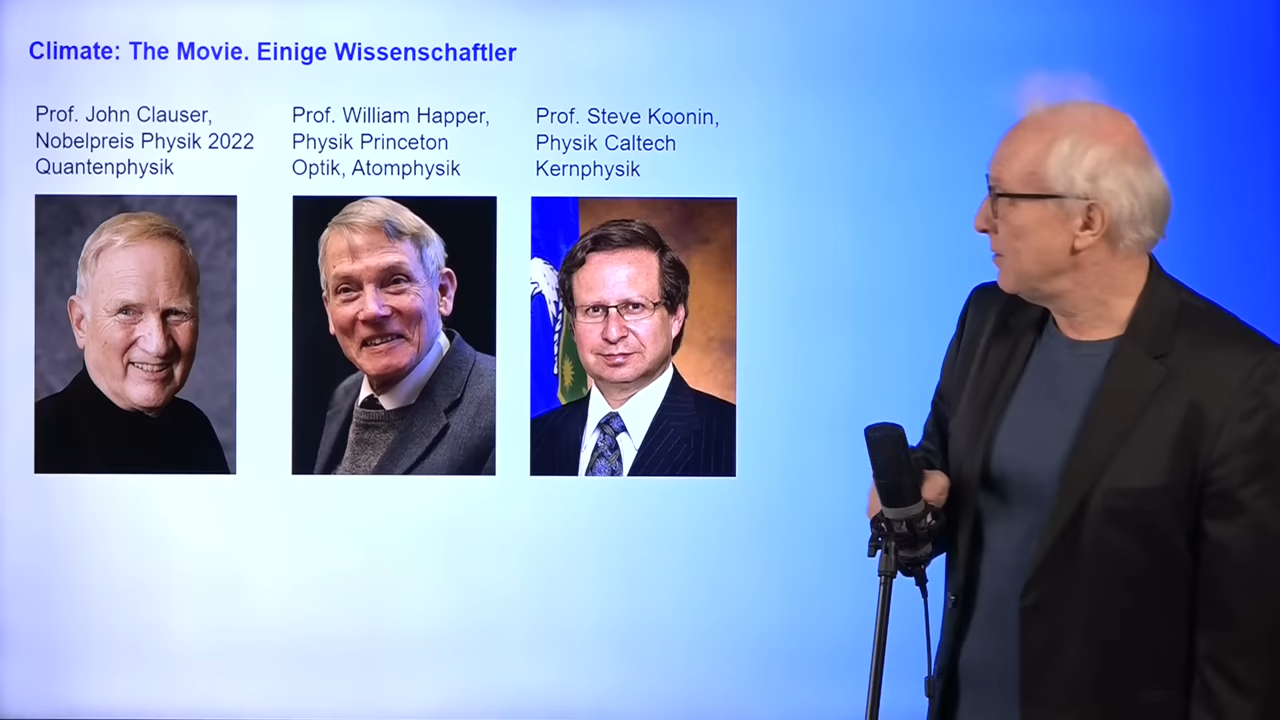 Climate: The Movie. Einige Wissenschaftler
Prof. John Clauser,
Nobelpreis Physik 2022
Quantenphysik
Prof. William Happer,
Physik Princeton
Optik, Atomphysik
Prof. Steve Koonin,
Physik Caltech
Kernphysik